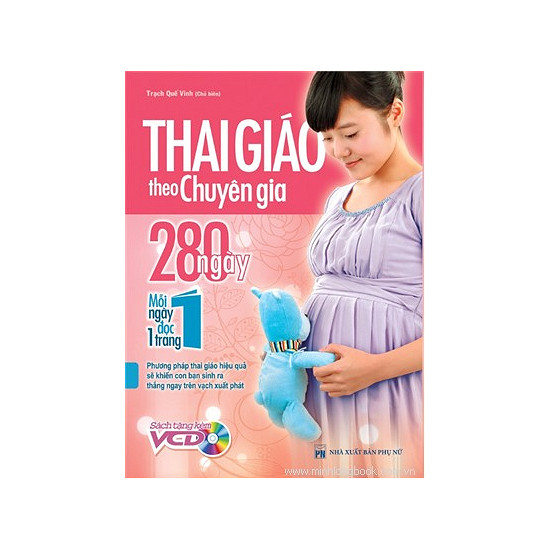 Trạch Quế Vinh (Chủ biên)
THAI GIÁO
theo Chuyên gia
280 ngày
Mỗi
ngày
đọc
1 trang
1
Phương pháp thai giáo hiệu quả
sẽ khiến con bạn sinh ra
thắng ngay trên vạch xuất phát
Sách tặng kèm
VCD
PN NHÀ XUẤT BẢN PHỤ NỮ